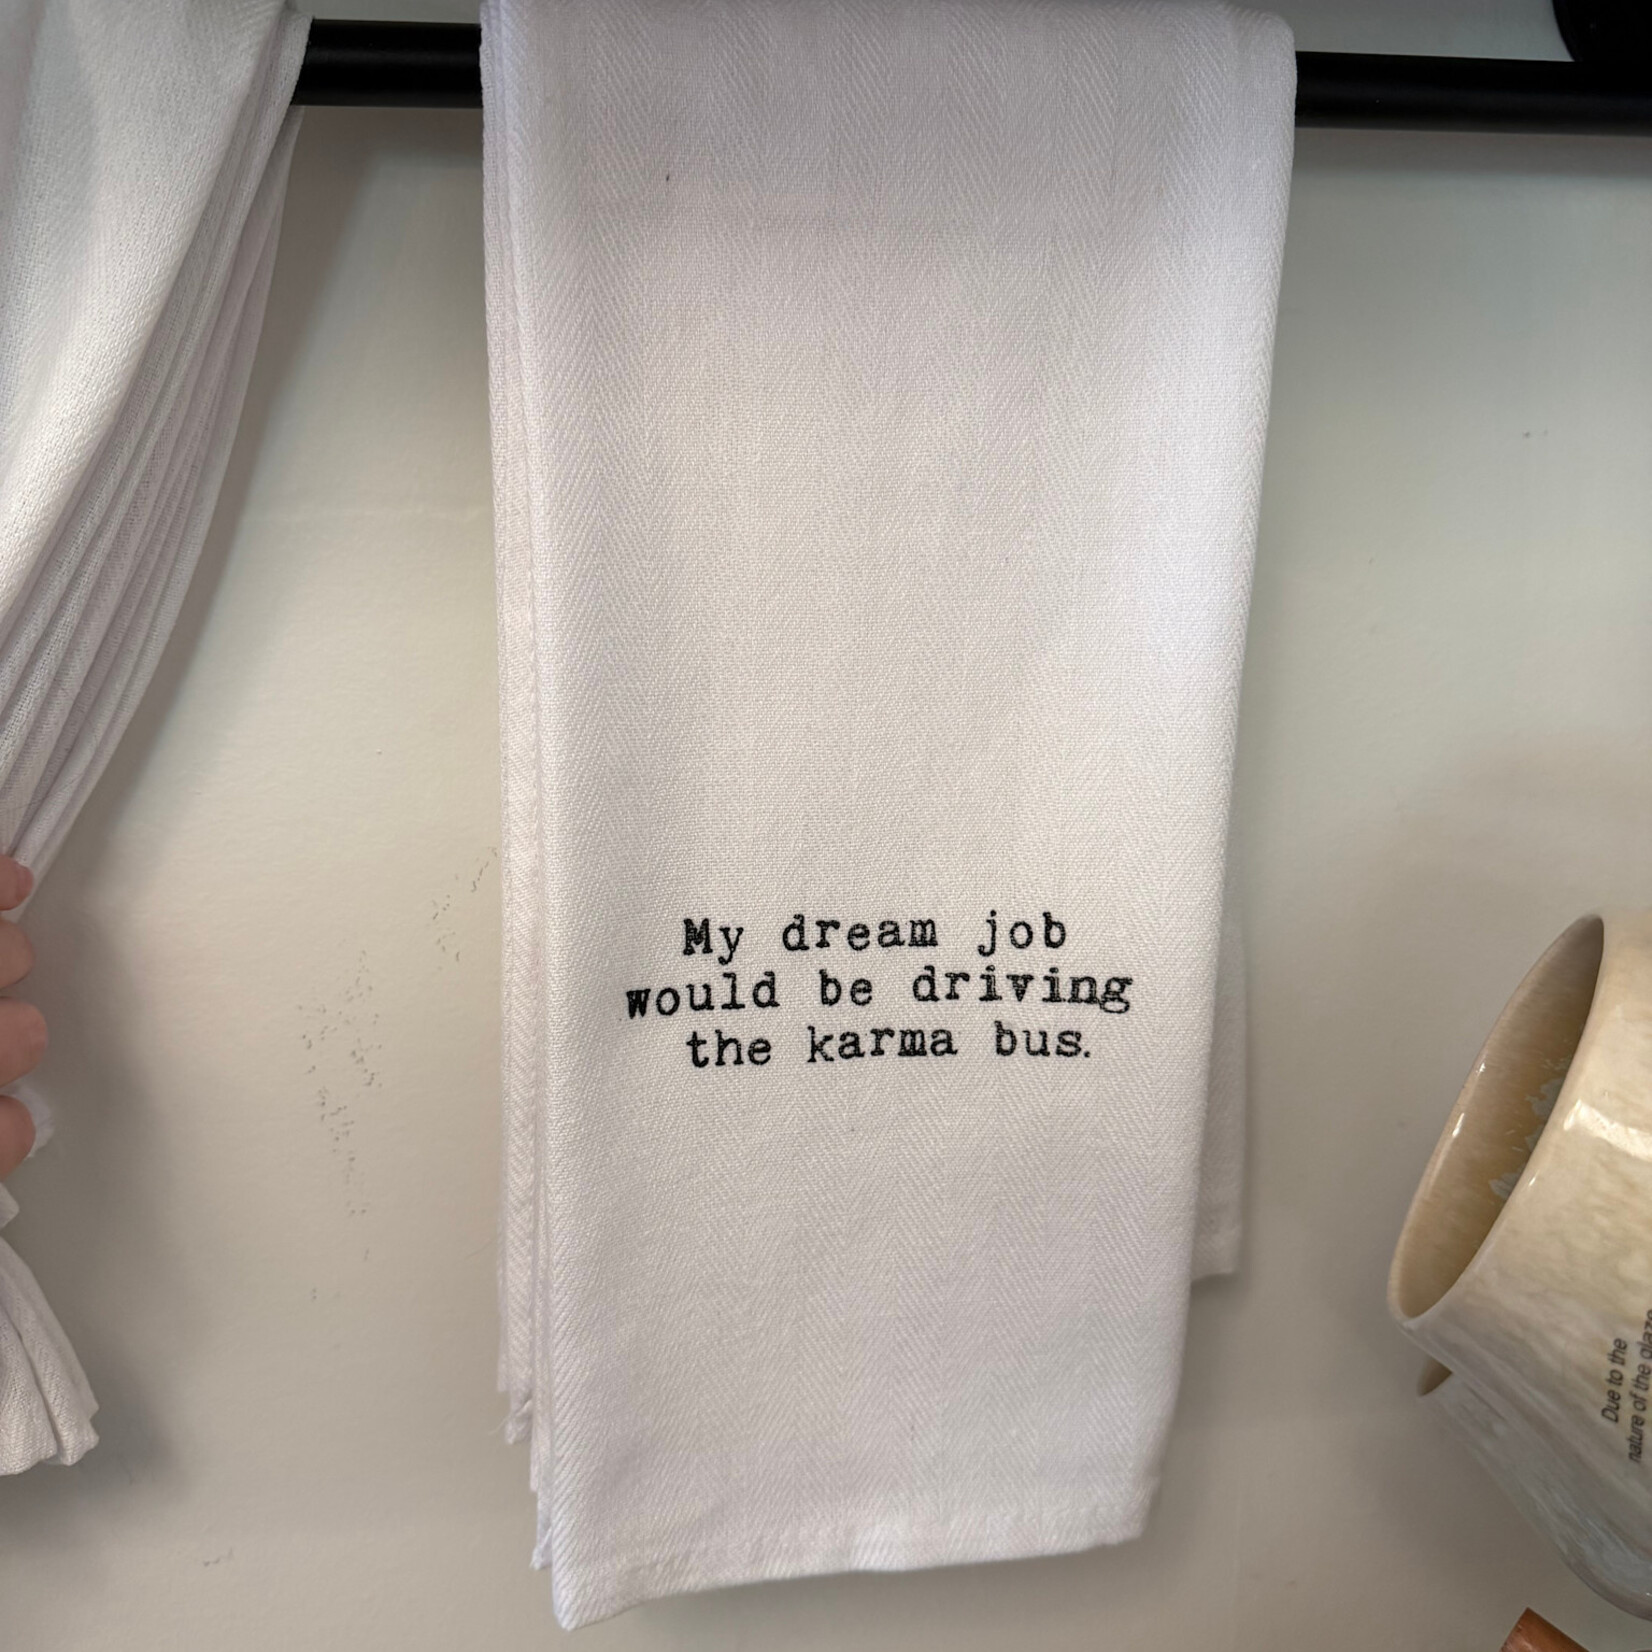 My dream job
would be driving
the karma bus.
Due to the
nature of the glaze